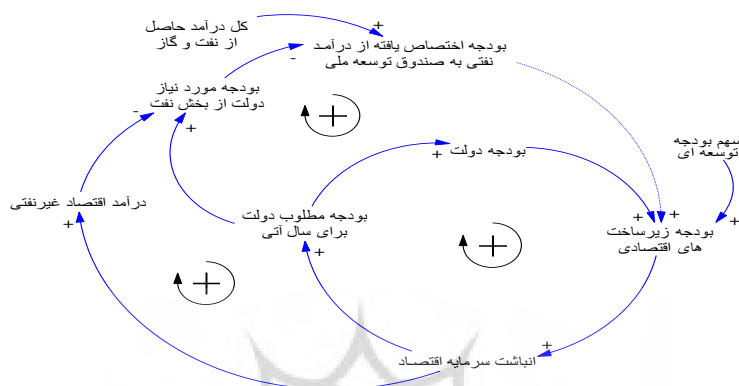 کل درآمد حاصل
از نفت و گاز
+
بودجه اختصاص یافته از درآمد
نفتی به صندوق توسعه ملی
-
بودجه مورد نیاز
دولت از بخش نفت
-
+
+
سهم بودجه
توسعه ای
بودجه دولت
+
درآمد اقتصاد غیرنفتی
+
بودجه مطلوب دولت
برای سال آتی
+
+
+
+
+
+
بودجه زیرساخت
های اقتصادی
+
انباشت سرمایه اقتصاد
+